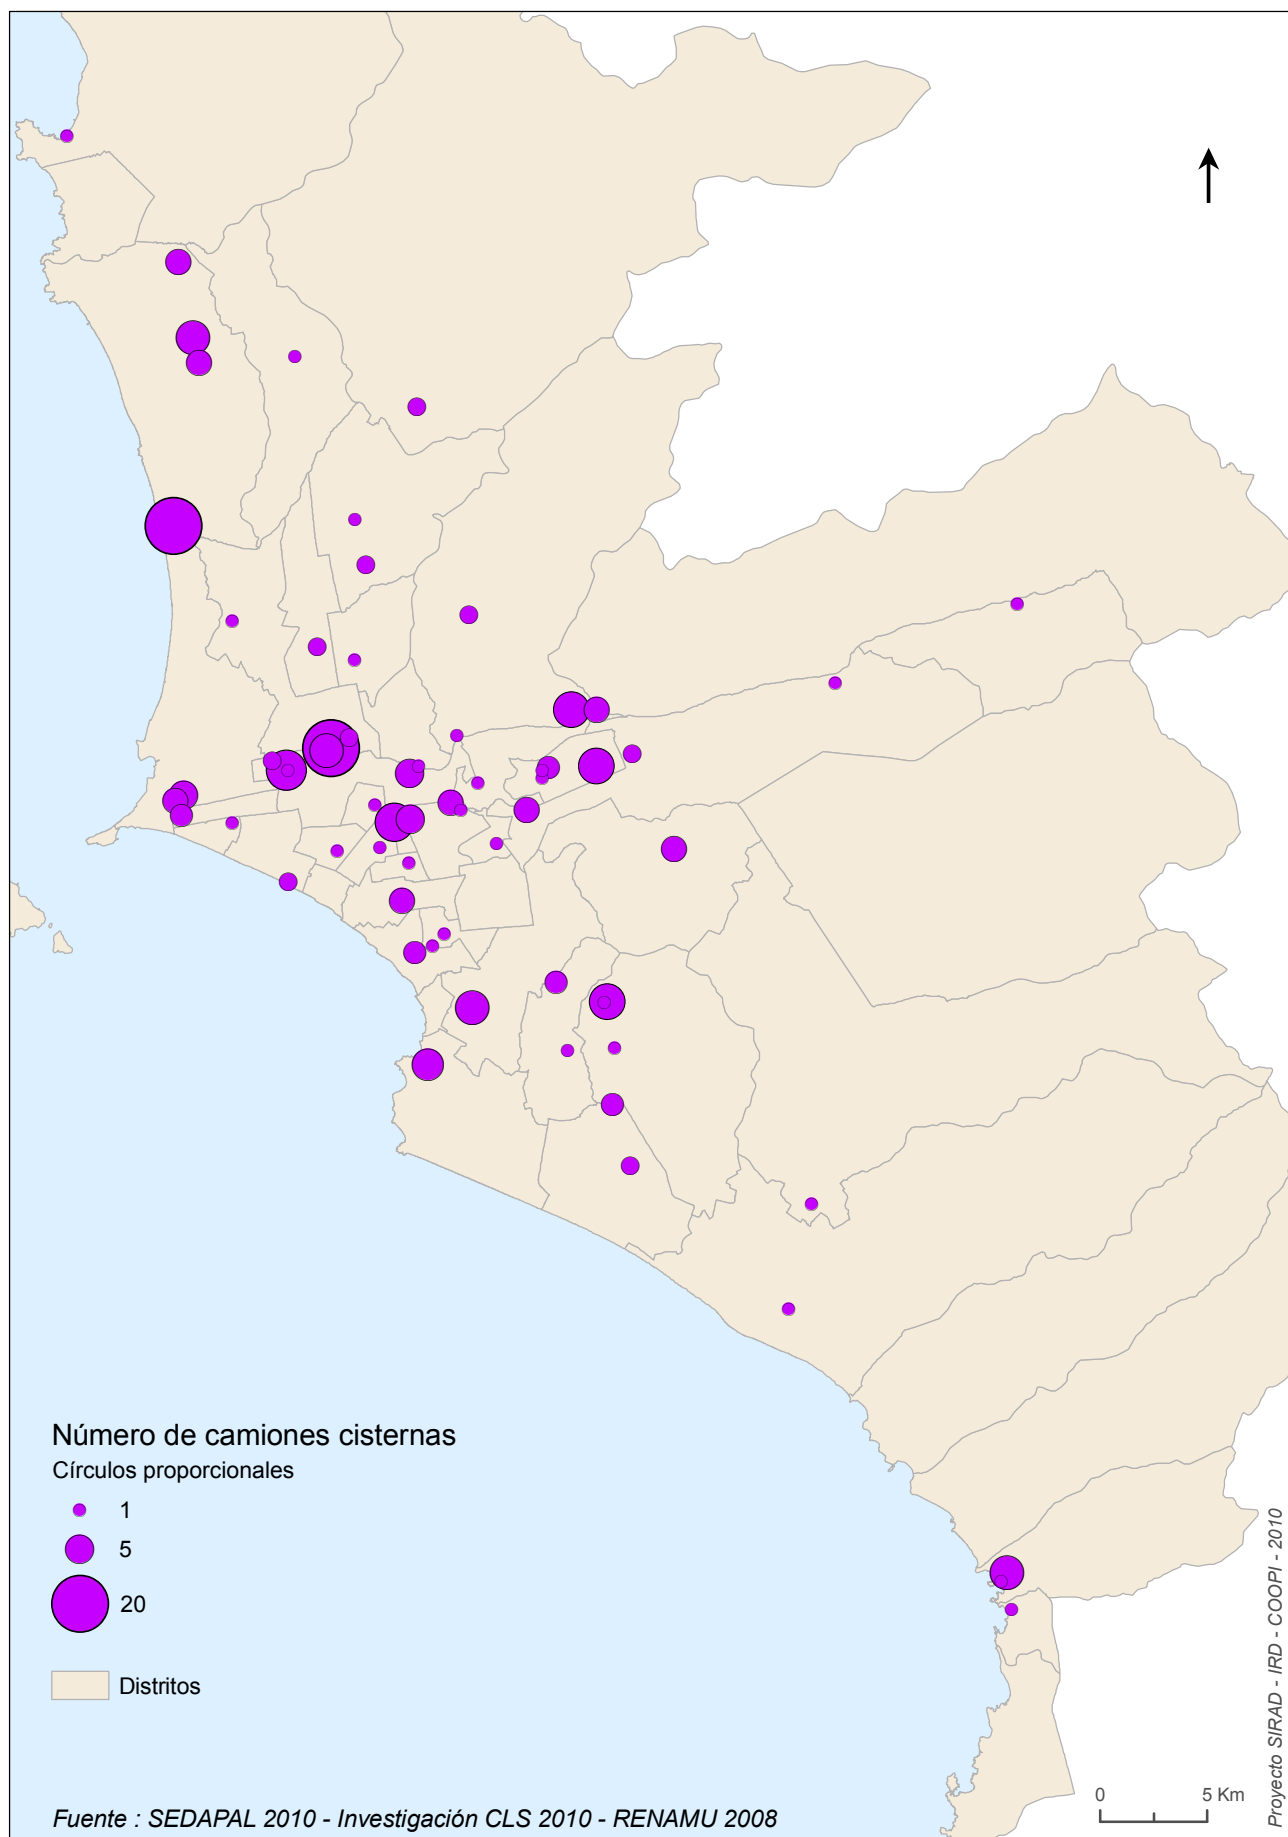 Número de camiones cisternas
Círculos proporcionales
1
5
20
Distritos
Fuente : SEDAPAL 2010 - Investigación CLS 2010 - RENAMU 2008
0 5 Km
Proyecto SIRAD - IRD - COOPI - 2010